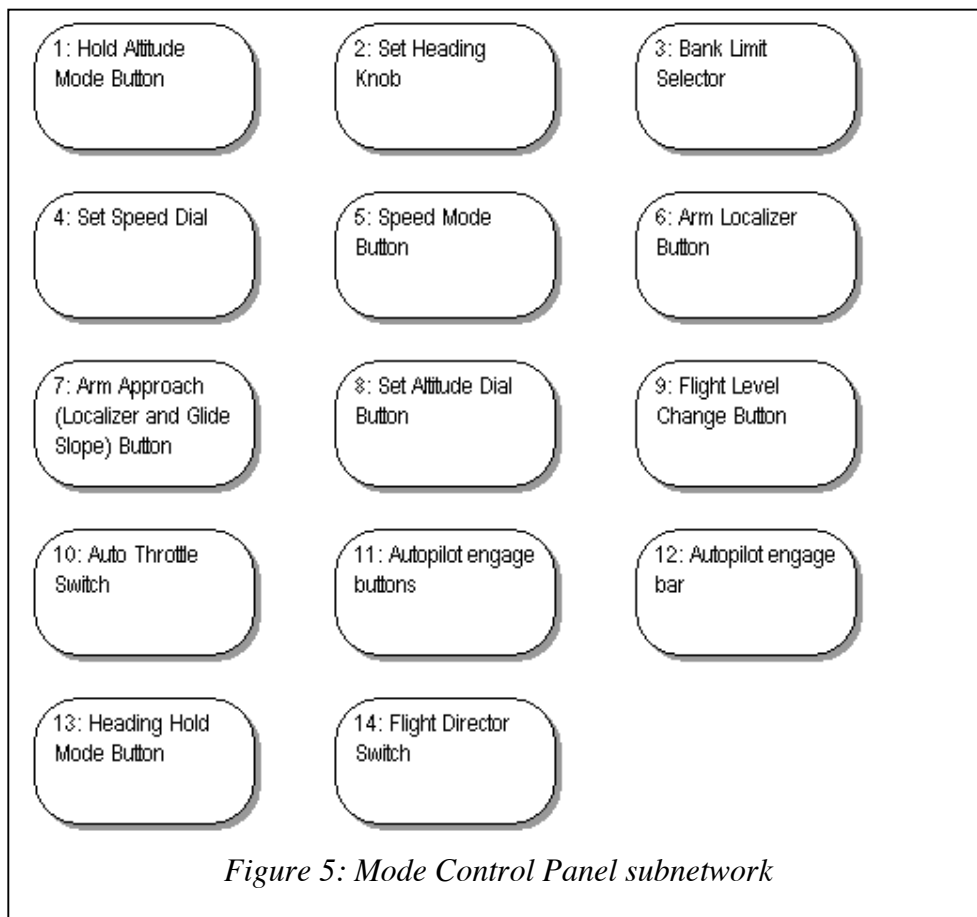 1: Hold Altitude
Mode Button
2: Set Heading
Knob
3: Bank Limit
Selector
4: Set Speed Dial
5: Speed Mode
Button
6: Arm Localizer
Button
7: Arm Approach
(Localizer and Glide
Slope) Button
8: Set Altitude Dial
Button
9: Flight Level
Change Button
10: Auto Throttle
Switch
11: Autopilot engage
buttons
12: Autopilot engage
bar
13: Heading Hold
Mode Button
14: Flight Director
Switch
Figure 5: Mode Control Panel subnetwork